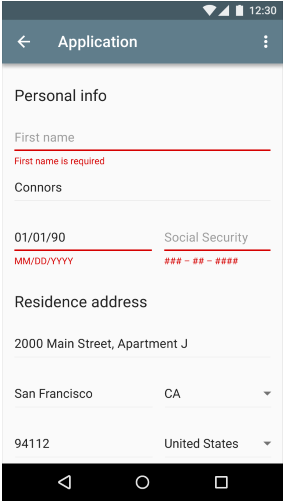 12:30
Application
Personal info
First name
First name is required
Connors
01/01/90 Social Security
MM/DD/YYYY ### – ## – ####
Residence address
2000 Main Street, Apartment J
San Francisco CA
94112 United States